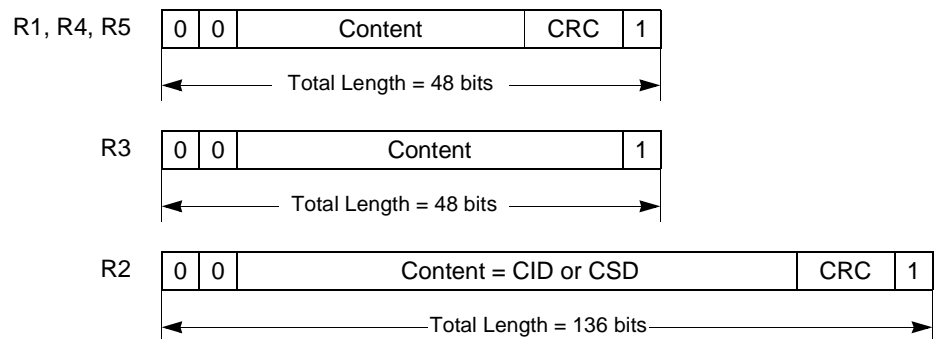 R1, R4, R5 0 0 Content CRC 1
Total Length = 48 bits
R3 0 0 Content 1
Total Length = 48 bits
R2 0 0 Content = CID or CSD CRC 1
Total Length = 136 bits